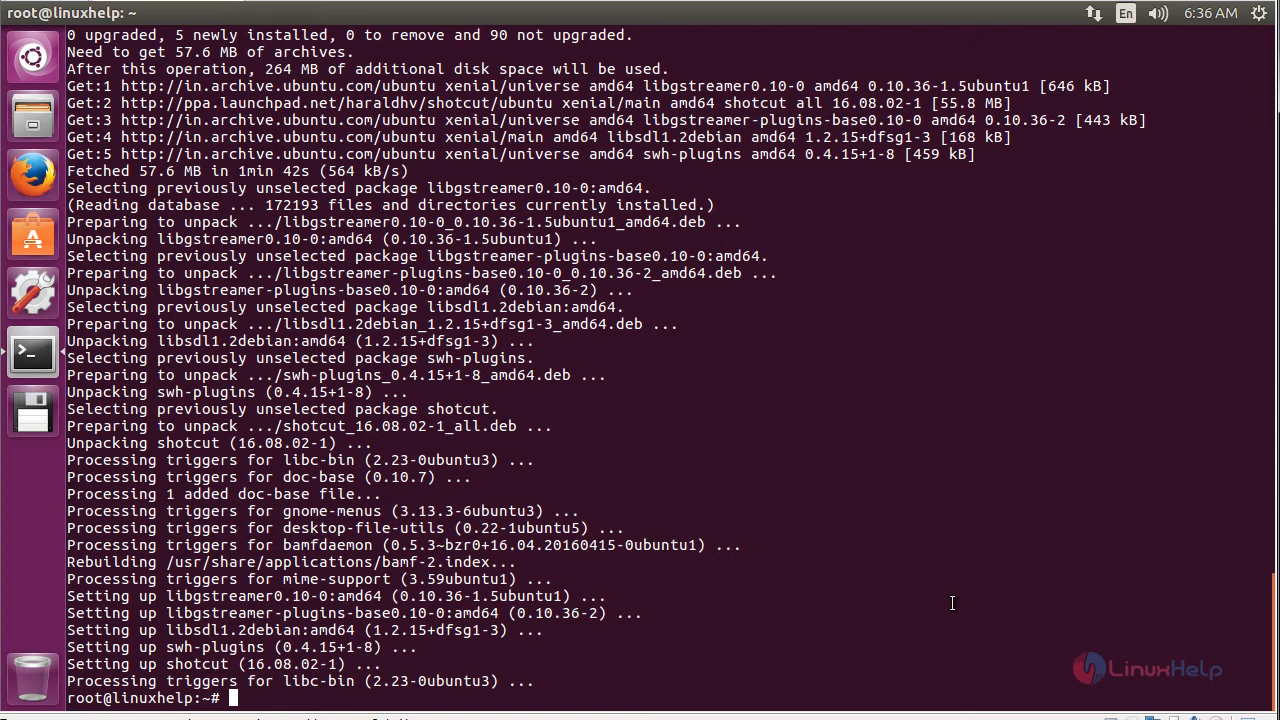 root@linuxhelp: ~
En
6:36 AM
0 upgraded, 5 newly installed, 0 to remove and 90 not upgraded.
Need to get 57.6 MB of archives.
After this operation, 264 MB of additional disk space will be used.
Get:1 http://in.archive.ubuntu.com/ubuntu xenial/universe amd64 libgstreamer0.10-0 amd64 0.10.36-1.5ubuntu1 [646 kB]
Get:2 http://ppa.launchpad.net/haraldhv/shotcut/ubuntu xenial/main amd64 shotcut all 16.08.02-1 [55.8 MB]
Get:3 http://in.archive.ubuntu.com/ubuntu xenial/universe amd64 libgstreamer-plugins-base0.10-0 amd64 0.10.36-2 [443 kB]
Get:4 http://in.archive.ubuntu.com/ubuntu xenial/main amd64 libsdl1.2debian amd64 1.2.15+dfsg1-3 [168 kB]
Get:5 http://in.archive.ubuntu.com/ubuntu xenial/universe amd64 swh-plugins amd64 0.4.15+1-8 [459 kB]
Fetched 57.6 MB in 1min 42s (564 kB/s)
Selecting previously unselected package libgstreamer0.10-0:amd64.
(Reading database ... 172193 files and directories currently installed.)
Preparing to unpack .../libgstreamer0.10-0_0.10.36-1.5ubuntu1_amd64.deb ...
Unpacking libgstreamer0.10-0:amd64 (0.10.36-1.5ubuntu1) ...
Selecting previously unselected package libgstreamer-plugins-base0.10-0:amd64.
Preparing to unpack .../libgstreamer-plugins-base0.10-0_0.10.36-2_amd64.deb ...
Unpacking libgstreamer-plugins-base0.10-0:amd64 (0.10.36-2) ...
Selecting previously unselected package libsdl1.2debian:amd64.
Preparing to unpack .../libsdl1.2debian_1.2.15+dfsg1-3_amd64.deb ...
Unpacking libsdl1.2debian:amd64 (1.2.15+dfsg1-3) ...
Selecting previously unselected package swh-plugins.
Preparing to unpack .../swh-plugins_0.4.15+1-8_amd64.deb ...
Unpacking swh-plugins (0.4.15+1-8) ...
Selecting previously unselected package shotcut.
Preparing to unpack .../shotcut_16.08.02-1_all.deb ...
Unpacking shotcut (16.08.02-1) ...
Processing triggers for libc-bin (2.23-0ubuntu3) ...
Processing triggers for doc-base (0.10.7) ...
Processing 1 added doc-base file...
Processing triggers for gnome-menus (3.13.3-6ubuntu3) ...
Processing triggers for desktop-file-utils (0.22-1ubuntu5) ...
Processing triggers for bamfdaemon (0.5.3~bzr0+16.04.20160415-0ubuntu1) ...
Rebuilding /usr/share/applications/bamf-2.index...
Processing triggers for mime-support (3.59ubuntu1) ...
Setting up libgstreamer0.10-0:amd64 (0.10.36-1.5ubuntu1) ...
Setting up libgstreamer-plugins-base0.10-0:amd64 (0.10.36-2) ...
Setting up libsdl1.2debian:amd64 (1.2.15+dfsg1-3) ...
Setting up swh-plugins (0.4.15+1-8) ...
Setting up shotcut (16.08.02-1) ...
Processing triggers for libc-bin (2.23-0ubuntu3) ...
root@linuxhelp:~#
LinuxHelp